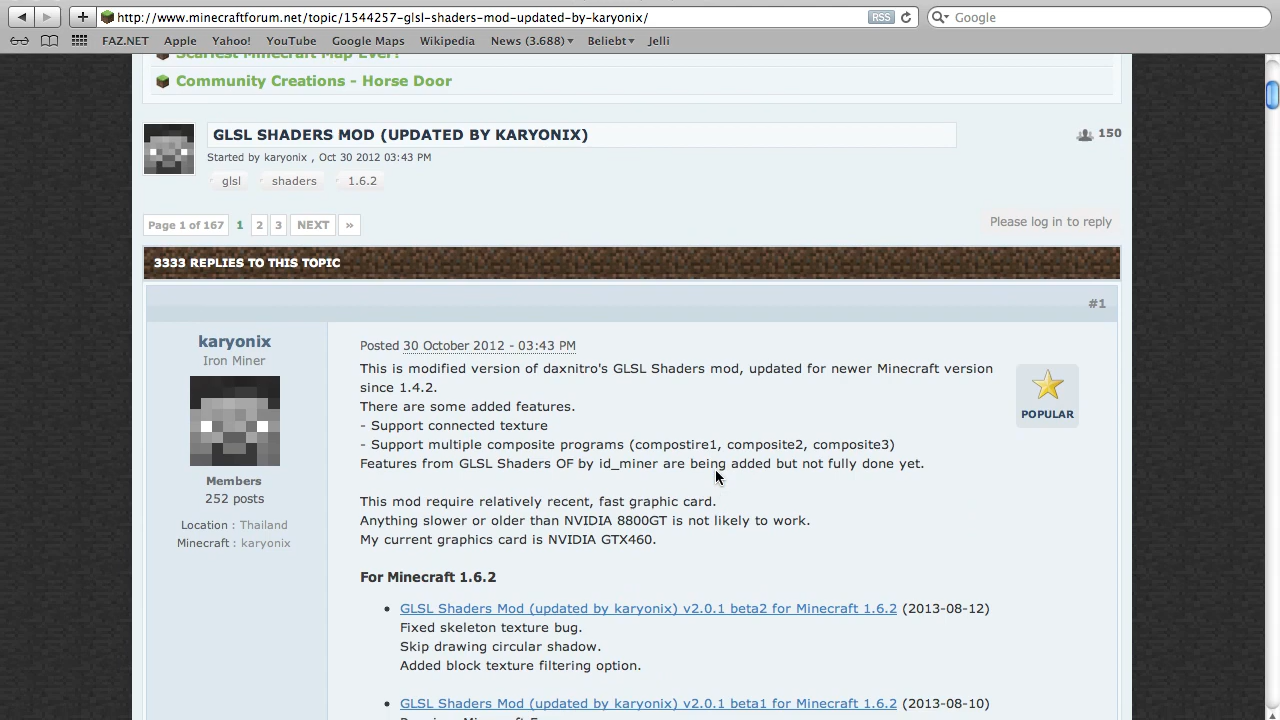 http://www.minecraftforum.net/topic/1544257-glsl-shaders-mod-updated-by-karyonix/
RSS
Google
FAZ.NET Apple Yahoo! YouTube Google Maps Wikipedia News (3.688) Beliebt Jelli
Scariest Minecraft Map Ever!
Community Creations - Horse Door
GLSL SHADERS MOD (UPDATED BY KARYONIX)
150
Started by karyonix , Oct 30 2012 03:43 PM
glsl shaders 1.6.2
Page 1 of 167 1 2 3 NEXT »
Please log in to reply
3333 REPLIES TO THIS TOPIC
#1
karyonix
Iron Miner
Members
252 posts
Location : Thailand
Minecraft : karyonix
Posted 30 October 2012 - 03:43 PM
This is modified version of daxnitro's GLSL Shaders mod, updated for newer Minecraft version
since 1.4.2.
There are some added features.
- Support connected texture
- Support multiple composite programs (compostire1, composite2, composite3)
Features from GLSL Shaders OF by id_miner are being added but not fully done yet.
POPULAR
This mod require relatively recent, fast graphic card.
Anything slower or older than NVIDIA 8800GT is not likely to work.
My current graphics card is NVIDIA GTX460.
For Minecraft 1.6.2
• GLSL Shaders Mod (updated by karyonix) v2.0.1 beta2 for Minecraft 1.6.2 (2013-08-12)
Fixed skeleton texture bug.
Skip drawing circular shadow.
Added block texture filtering option.
• GLSL Shaders Mod (updated by karyonix) v2.0.1 beta1 for Minecraft 1.6.2 (2013-08-10)